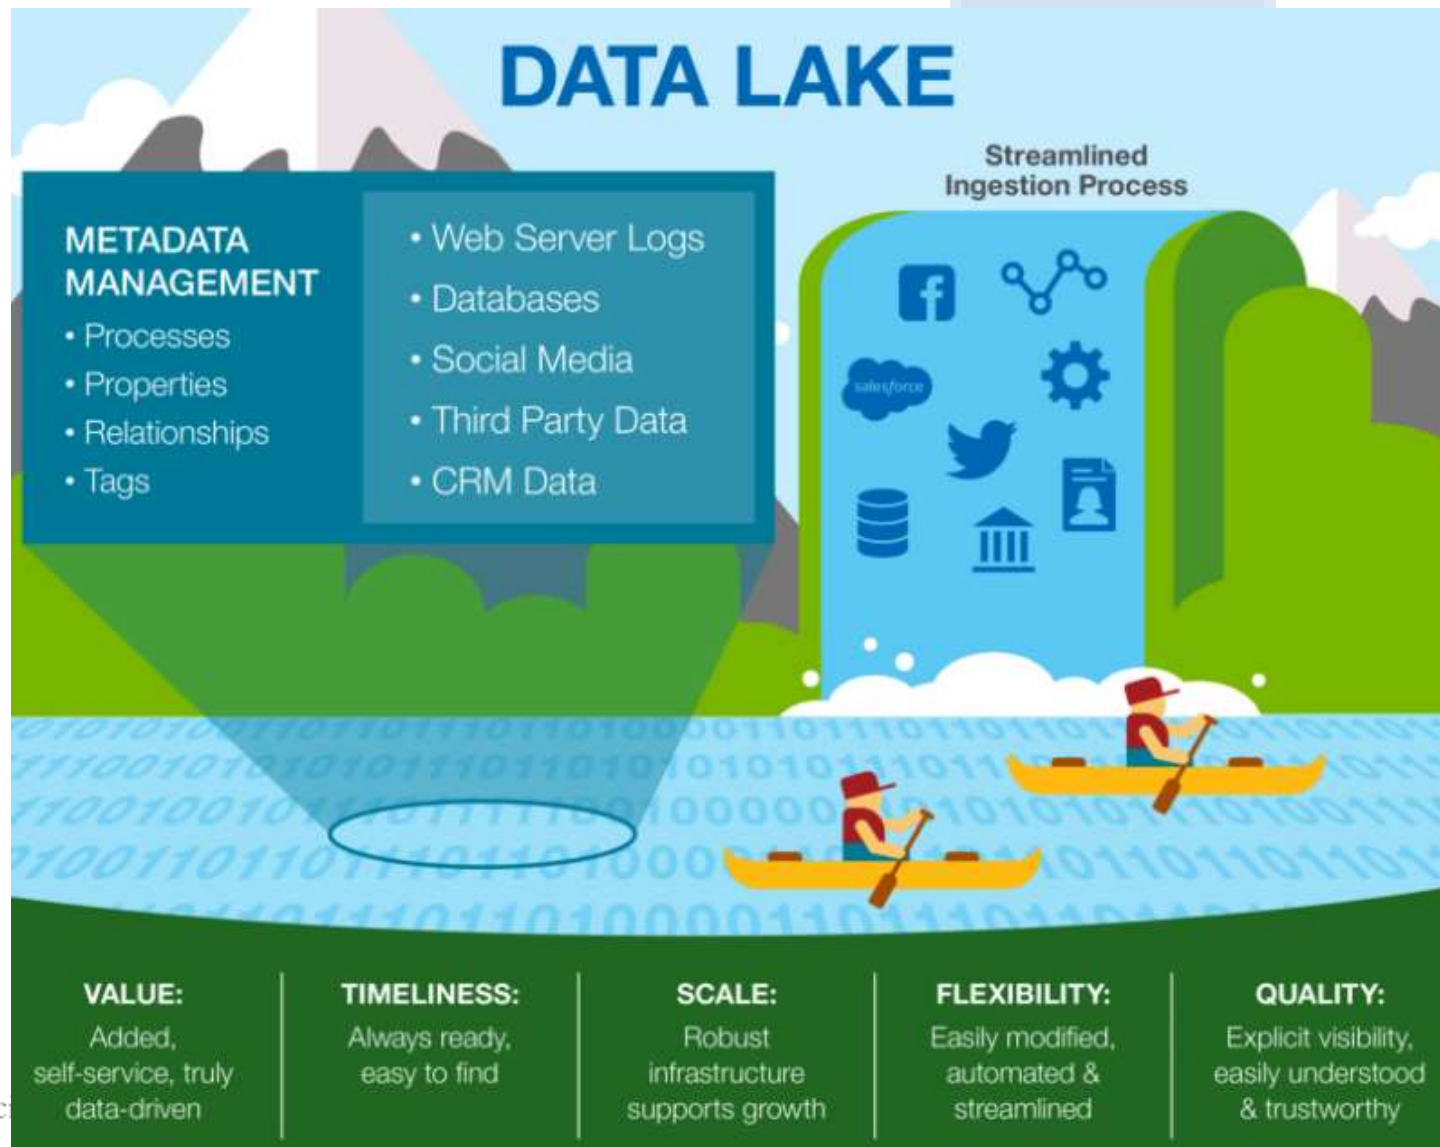 DATA LAKE
Streamlined
Ingestion Process
METADATA
MANAGEMENT
• Processes
• Properties
• Relationships
• Tags
• Web Server Logs
• Databases
• Social Media
• Third Party Data
• CRM Data
salesforce
VALUE:
Added,
self-service, truly
data-driven
TIMELINESS:
Always ready,
easy to find
SCALE:
Robust
infrastructure
supports growth
FLEXIBILITY:
Easily modified,
automated &
streamlined
QUALITY:
Explicit visibility,
easily understood
& trustworthy